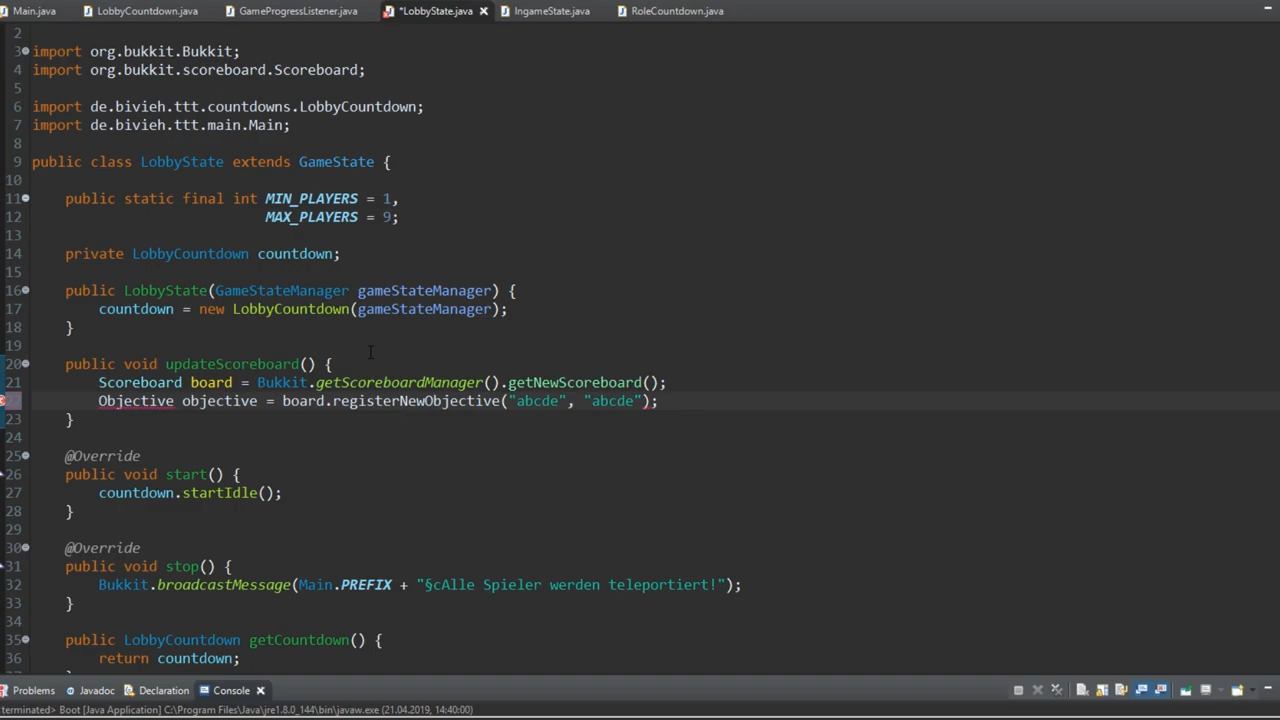 Main.java LobbyCountdown.java GameProgressListener.java *LobbyState.java IngameState.java RoleCountdown.java
2
3 import org.bukkit.Bukkit;
4 import org.bukkit.scoreboard.Scoreboard;
5
6 import de.bivieh.ttt.countdowns.LobbyCountdown;
7 import de.bivieh.ttt.main.Main;
8
9 public class LobbyState extends GameState {
10
11 public static final int MIN_PLAYERS = 1,
12 MAX_PLAYERS = 9;
13
14 private LobbyCountdown countdown;
15
16 public LobbyState(GameStateManager gameStateManager) {
17 countdown = new LobbyCountdown(gameStateManager);
18 }
19
20 public void updateScoreboard() {
21 Scoreboard board = Bukkit.getScoreboardManager().getNewScoreboard();
Objective objective = board.registerNewObjective("abcde", "abcde");
23 }
24
25 @Override
26 public void start() {
27 countdown.startIdle();
28 }
29
30 @Override
31 public void stop() {
32 Bukkit.broadcastMessage(Main.PREFIX + "§cAlle Spieler werden teleportiert!");
33 }
34
35 public LobbyCountdown getCountdown() {
36 return countdown;
Problems Javadoc Declaration Console
terminated> Boot [Java Application] C:\Program Files\Java\jre1.8.0_144\bin\javaw.exe (21.04.2019, 14:40:00)